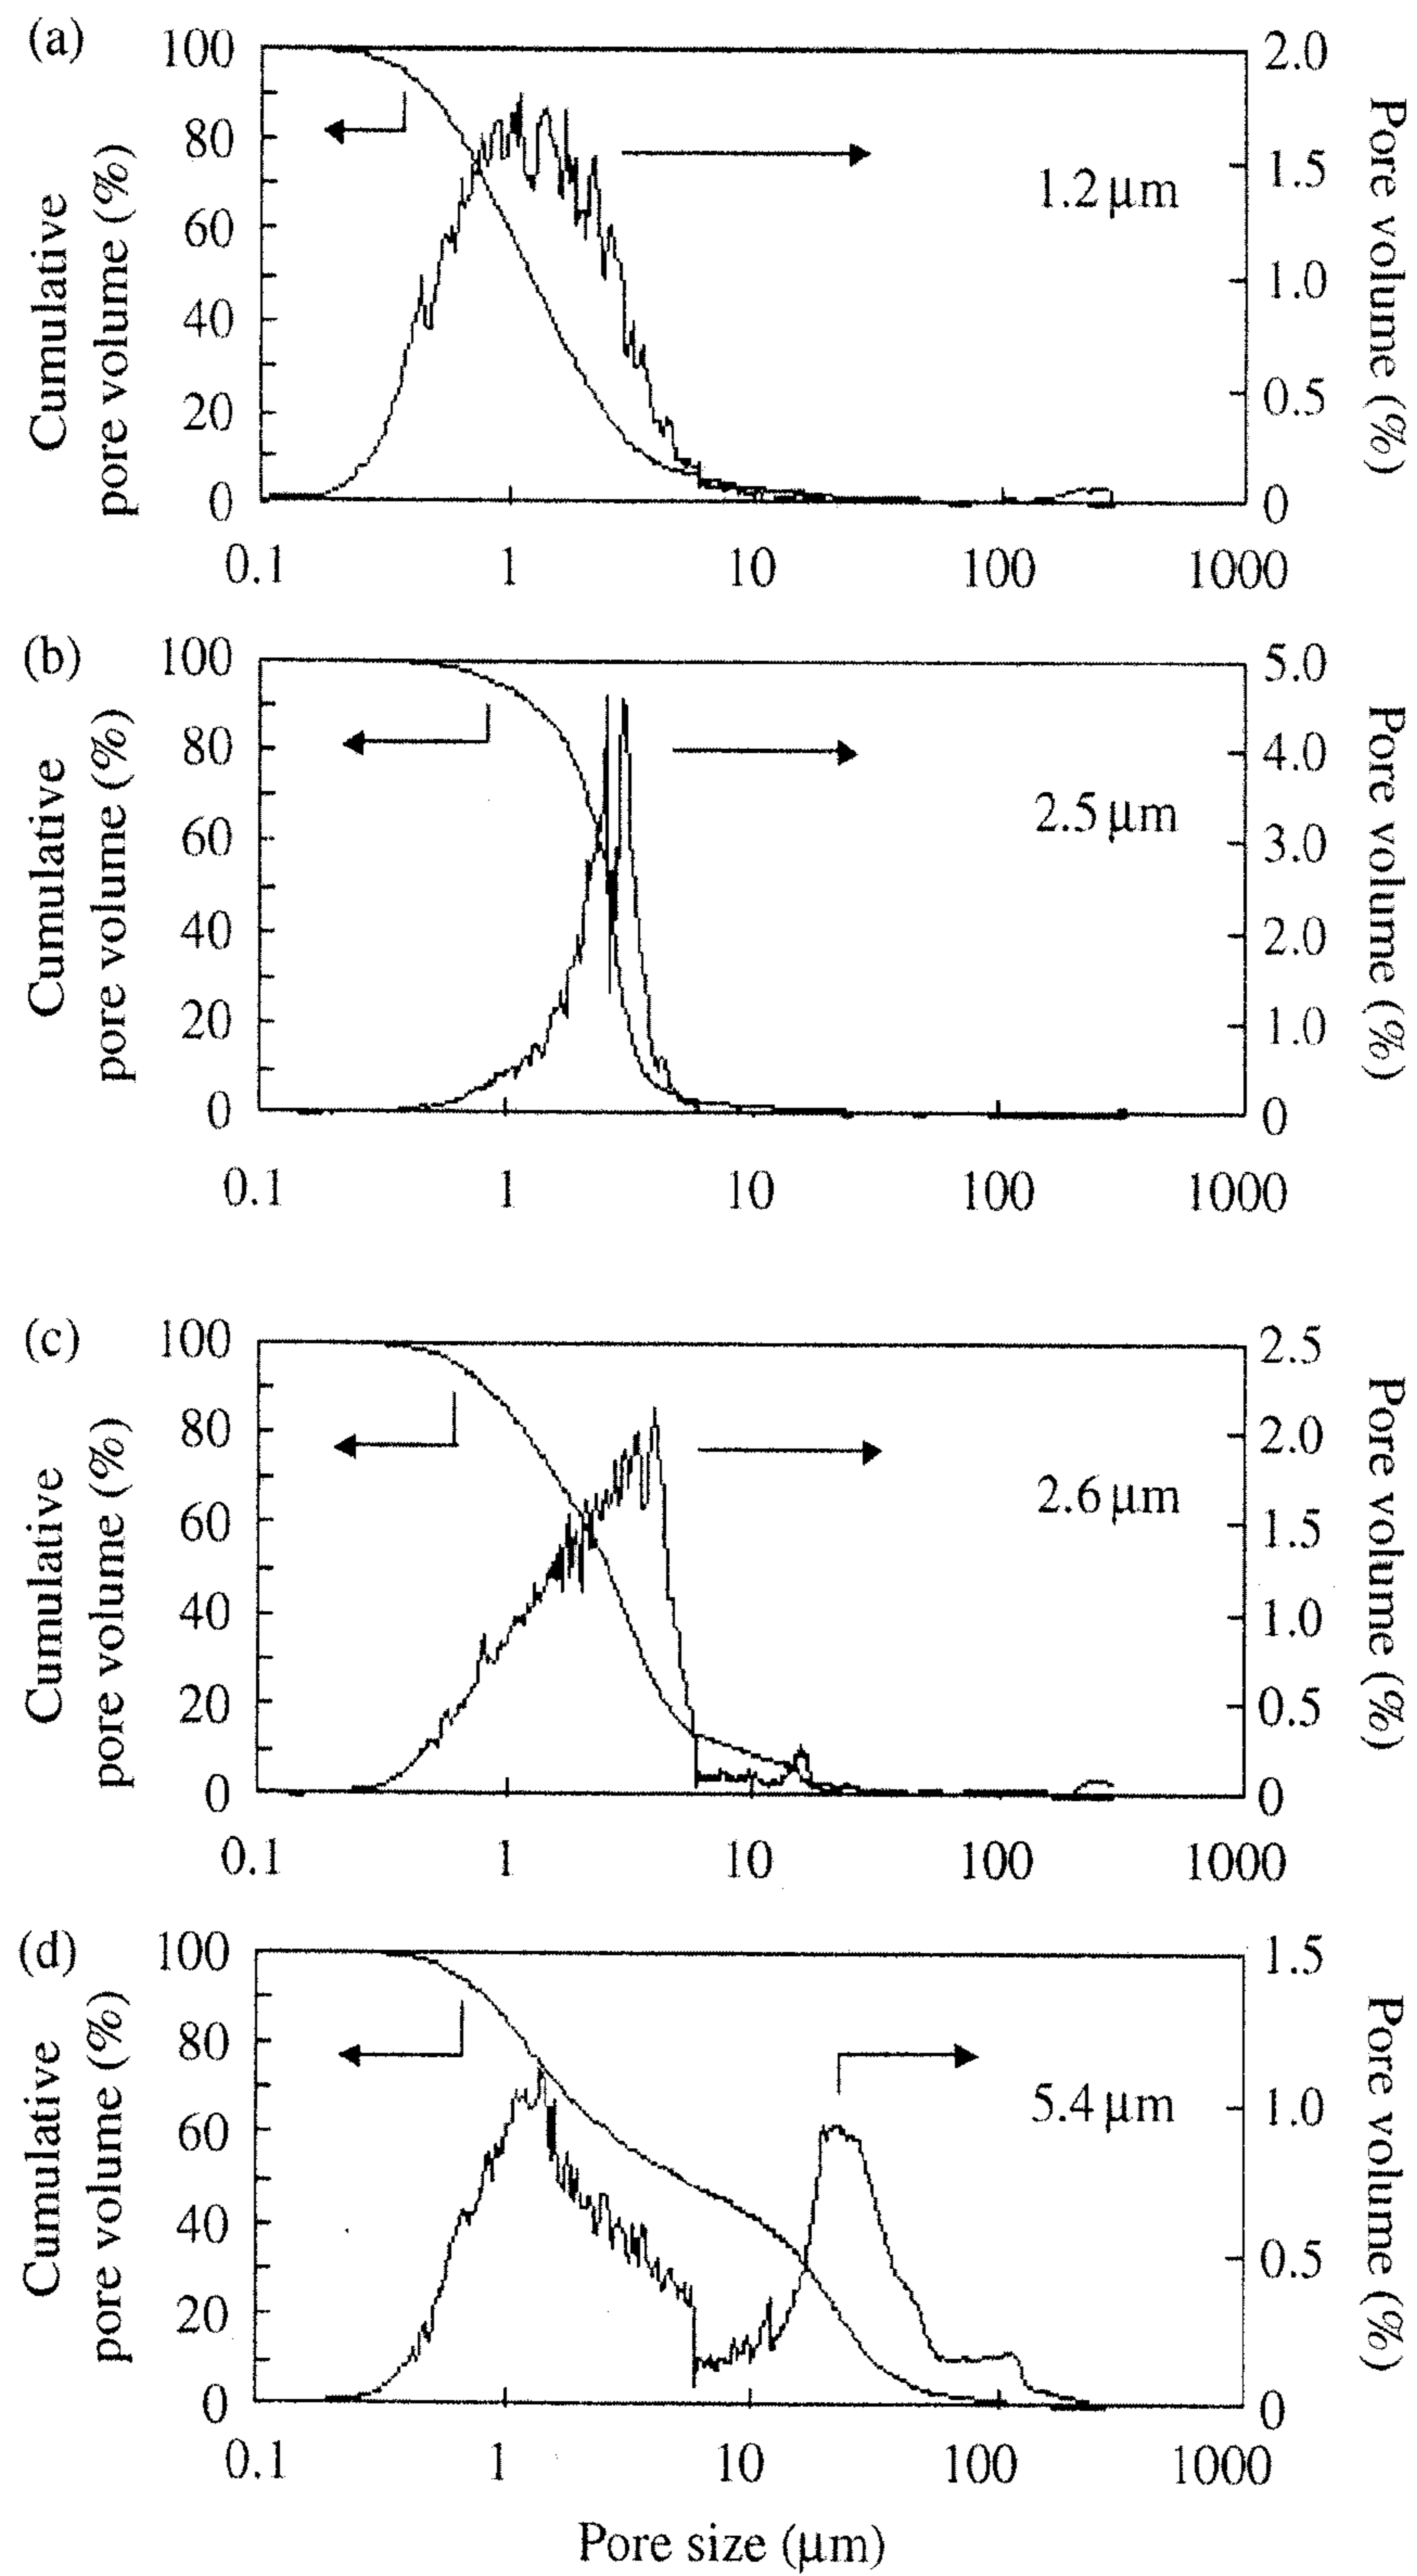 (a)
Cumulative
pore volume (%)
100
80
60
40
20
0
2.0
1.5
1.0
0.5
0
Pore volume (%)
1.2 µm
0.1 1 10 100 1000
(b)
Cumulative
pore volume (%)
100
80
60
40
20
0
5.0
4.0
3.0
2.0
1.0
0
Pore volume (%)
2.5 µm
0.1 1 10 100 1000
(c)
Cumulative
pore volume (%)
100
80
60
40
20
0
2.5
2.0
1.5
1.0
0.5
0
Pore volume (%)
2.6 µm
0.1 1 10 100 1000
(d)
Cumulative
pore volume (%)
100
80
60
40
20
0
1.5
1.0
0.5
0
Pore volume (%)
5.4 µm
0.1 1 10 100 1000
Pore size (µm)